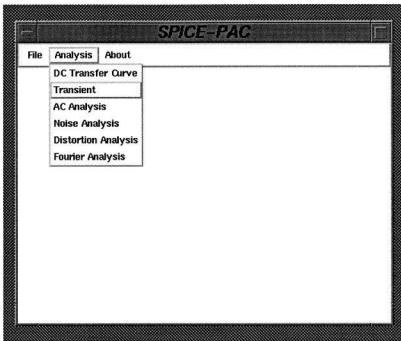 SPICE-PAC
File Analysis About
DC Transfer Curve
Transient
AC Analysis
Noise Analysis
Distortion Analysis
Fourier Analysis